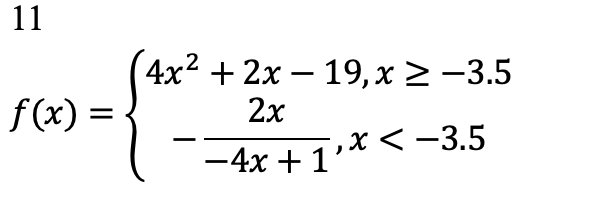 11
f(x) = {4x² + 2x − 19, x ≥ −3.5
−2x/(−4x + 1), x < −3.5